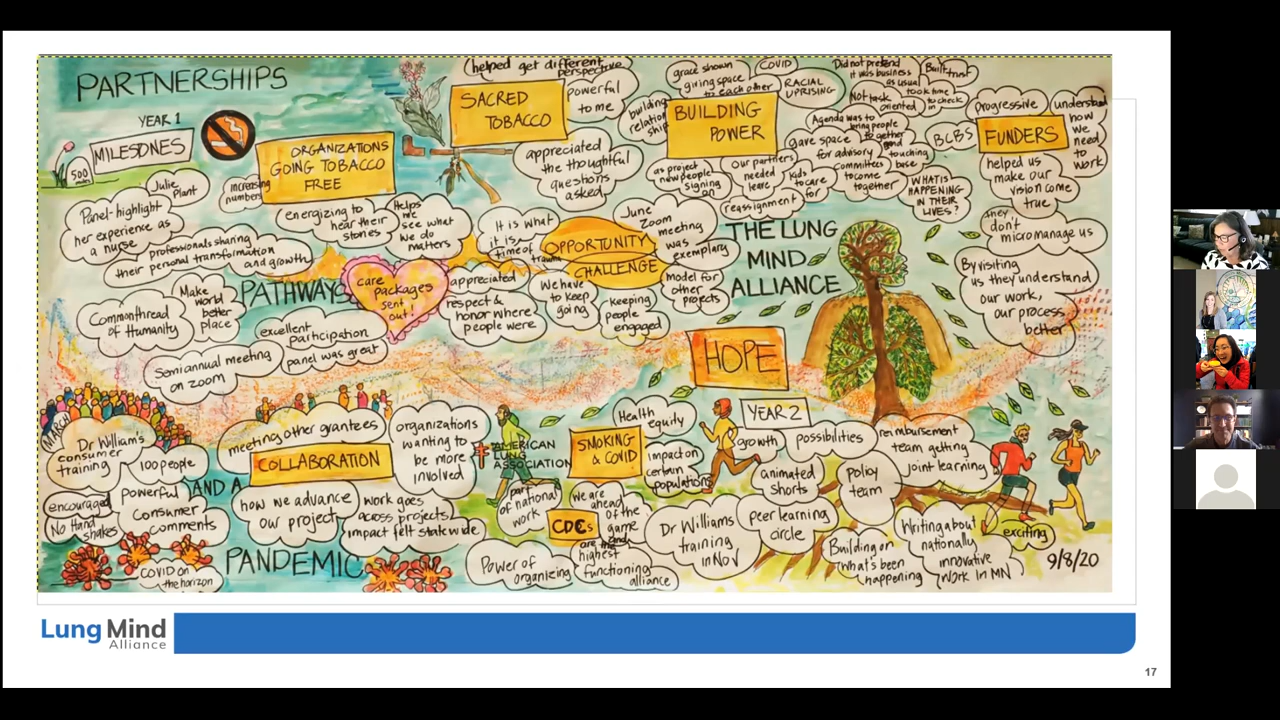 PARTNERSHIPS
YEAR 1
MILESTONES
500
miles
ORGANIZATIONS
GOING TOBACCO
FREE
increasing
numbers
Julie
Plant
Panel-highlight
her experience as
a nurse
professionals sharing
their personal transformation
and growth
energizing to
hear their
stories
Helps
me
see what
we do
matters
SACRED
TOBACCO
(helped get different
perspective
powerful
to me
appreciated
the thoughtful
questions
asked
building
relation
ship
BUILDING
POWER
grace shown
giving space
to each other
COVID
RACIAL
UPRISING
Did not pretend
it was business
as usual
Built
trust
Not task
oriented
took time
to check
in
Agenda was to
bring people
together
and
touching
base
gave space
for advisory
committees
to come
together
as project
new people
signing
on
Our partners
needed
leave
kids
to care
for
reassignment
WHAT IS
HAPPENING
IN THEIR
LIVES?
FUNDERS
BCBS
progressive
understand
how
we
need
to
work
helped us
make our
vision come
true
they
don't
micromanage us
By visiting
us they understand
our work,
our process
better
Common thread
of Humanity
Make
world
better
place
PATHWAYS
care
packages
sent
out!
excellent
participation
panel was great
Semi annual meeting
on zoom
It is what
it is
time of
trauma
OPPORTUNITY
CHALLENGE
appreciated
respect &
honor where
people were
We have
to keep
going
keeping
people
engaged
June
Zoom
meeting
was
exemplary
model for
other
projects
THE LUNG
MIND
ALLIANCE
HOPE
MARCH
Dr William's
consumer
training
100 people
encouraged
No Hand
shakes
Powerful
Consumer
comments
COVID on
the horizon
AND A
PANDEMIC
meeting other grantees
COLLABORATION
how we advance
our project
work goes
across projects
impact felt statewide
organizations
wanting to
be more
involved
AMERICAN
LUNG
ASSOCIATION
part
of national
work
Power of
organizing
CDCs
We are
ahead
of the
game
and
are the
highest
functioning
alliance
SMOKING
& COVID
Health
equity
impact on
certain
populations
YEAR 2
growth
possibilities
animated
shorts
Policy
team
reimbursement
team getting
joint learning
Dr Williams
training
in Nov
peer learning
circle
Building on
what's been
happening
Writing about
nationally
innovative
work in MN
exciting
9/8/20
Lung Mind
Alliance
17